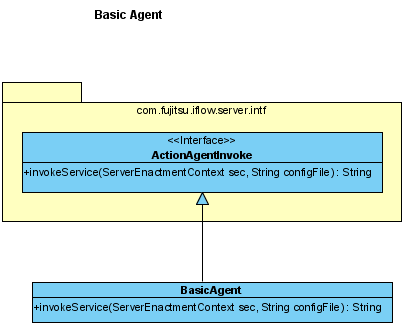 Basic Agent
com.fujitsu.iflow.server.intf
<<Interface>>
ActionAgentInvoke
+invokeService(ServerEnactmentContext sec, String configFile) : String
BasicAgent
+invokeService(ServerEnactmentContext sec, String configFile) : String